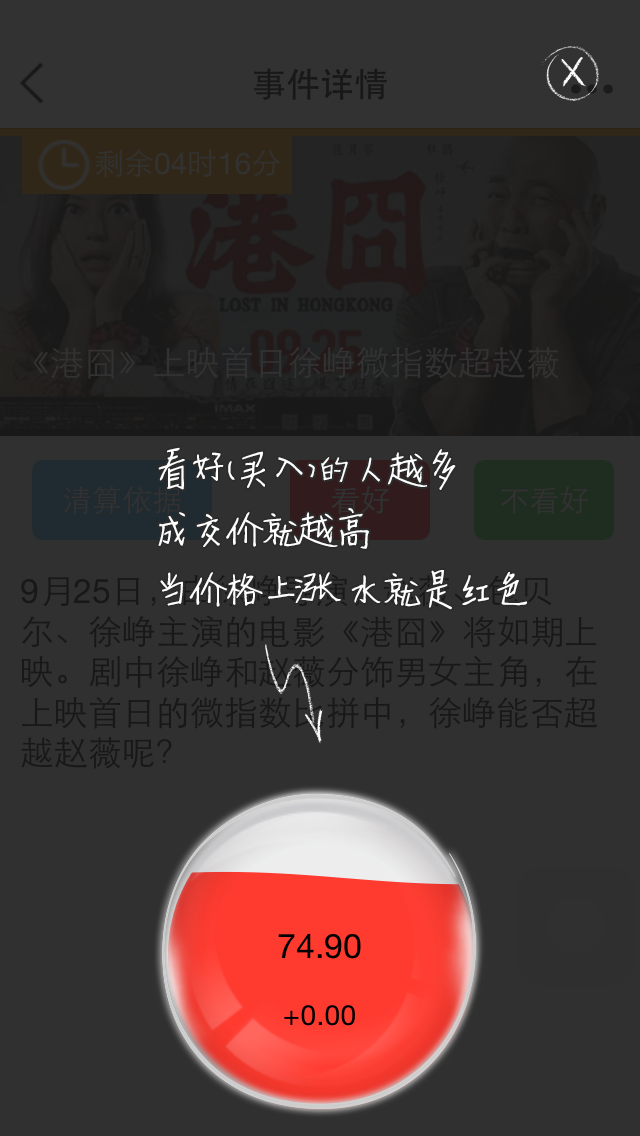 事件详情
X
剩余04时16分
港囧
LOST IN HONGKONG
09.25
IMAX
《港囧》上映首日徐峥微指数超赵薇
清算依据 看好 不看好
看好(买入)的人越多
成交价就越高
当价格上涨 水就是红色
9月25日，
贝
尔、徐峥主演的电影《港囧》将如期上
映。剧中徐峥和赵薇分饰男女主角，在
上映首日的微指数比拼中，徐峥能否超
越赵薇呢？
74.90
+0.00